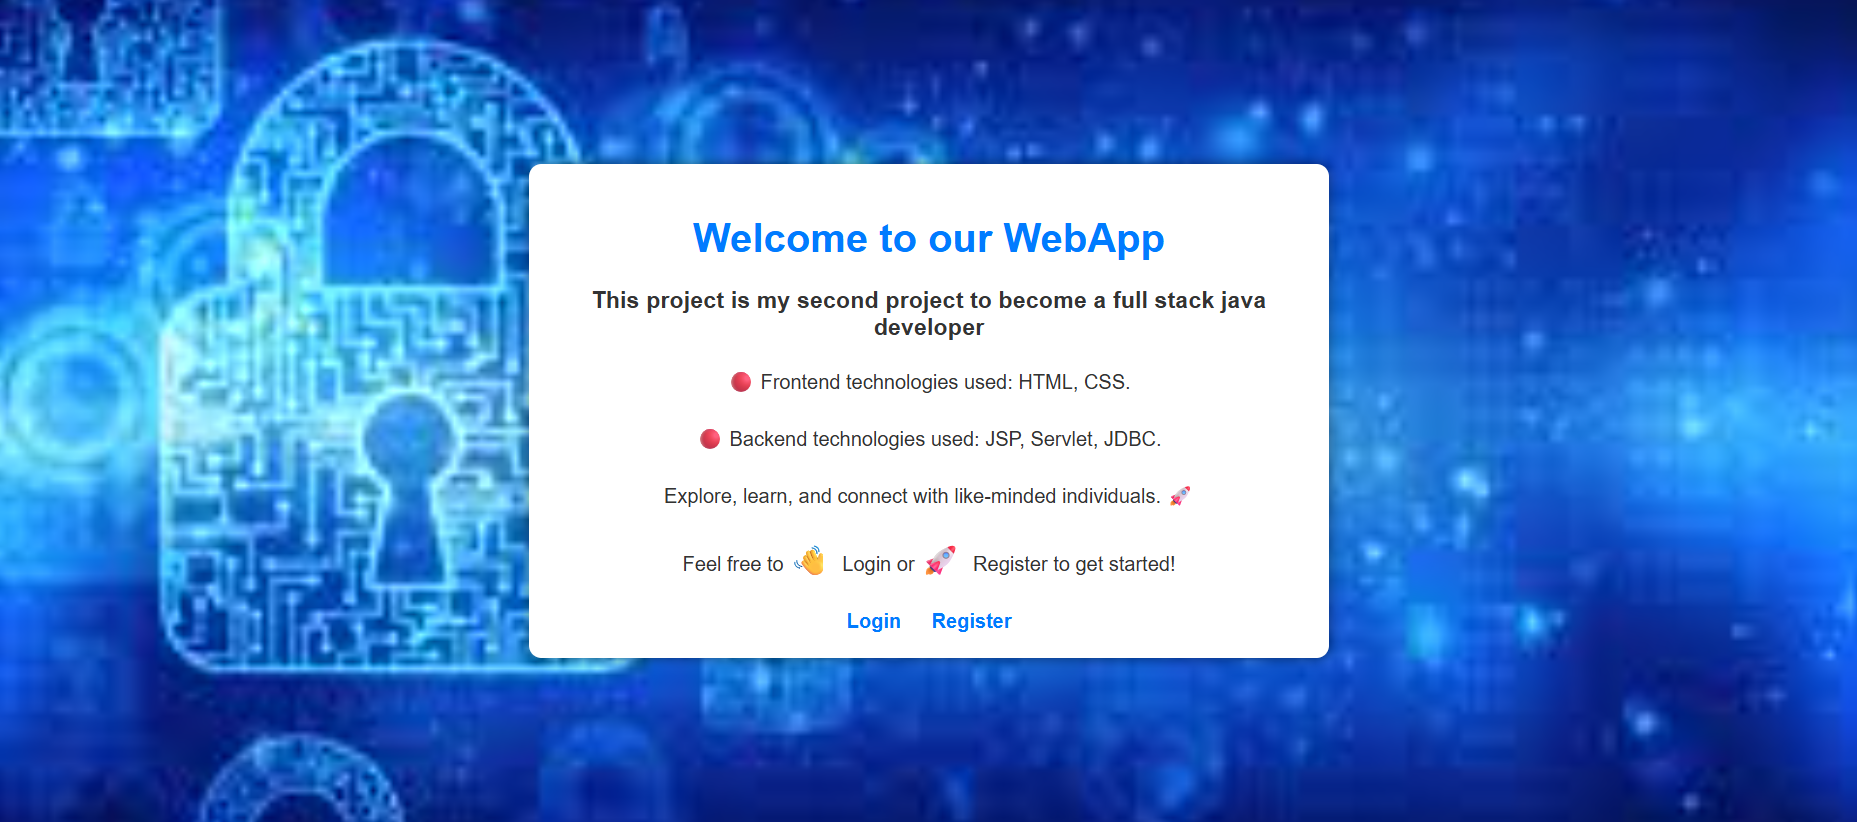 Welcome to our WebApp
This project is my second project to become a full stack java
developer
🔴 Frontend technologies used: HTML, CSS.
🔴 Backend technologies used: JSP, Servlet, JDBC.
Explore, learn, and connect with like-minded individuals. 🚀
Feel free to 👋 Login or 🚀 Register to get started!
Login Register